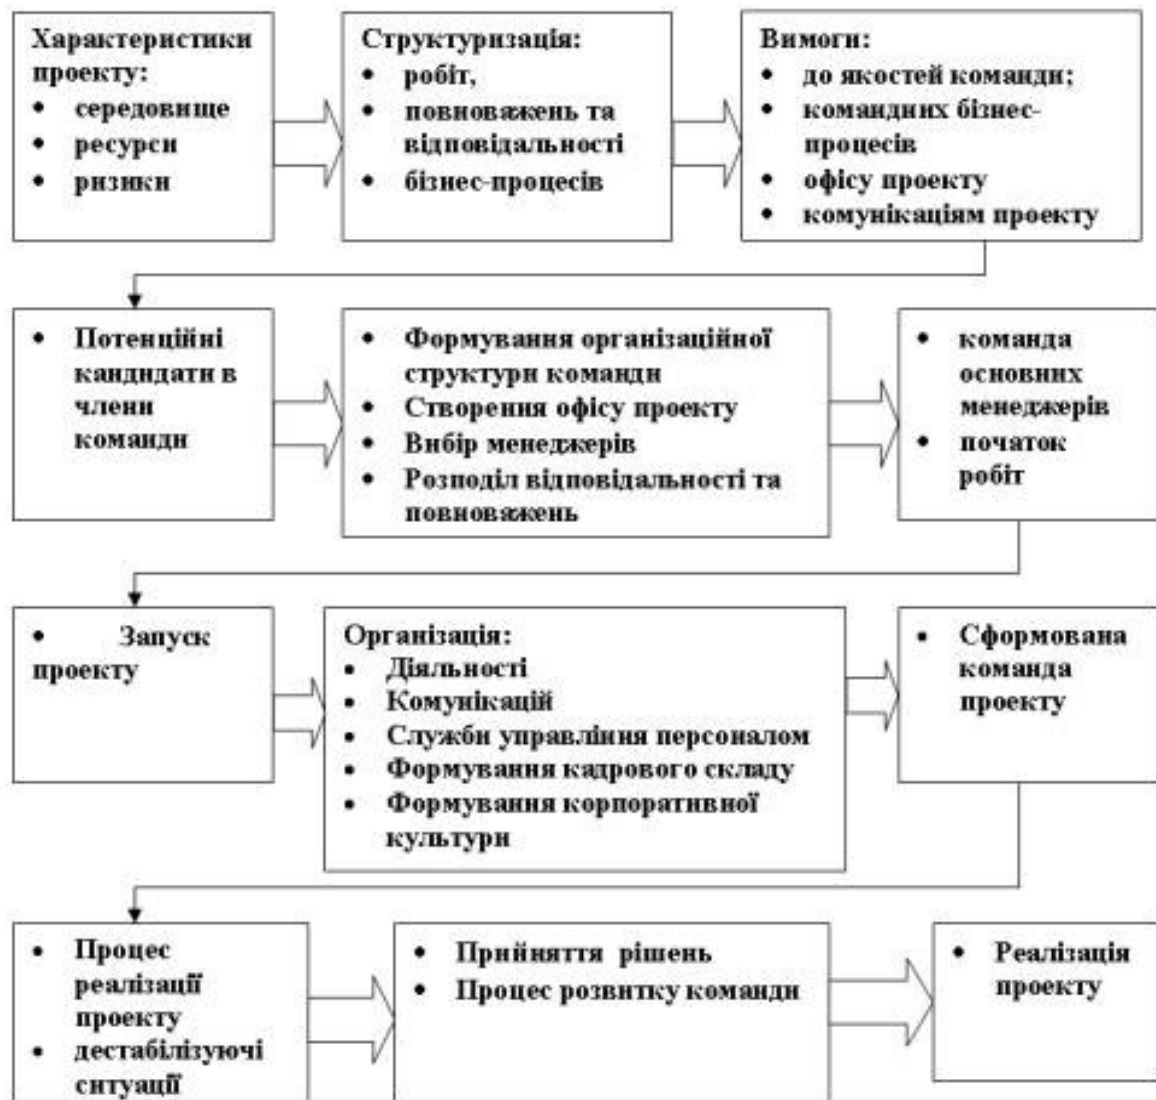 Характеристики
проекту:
• середовище
• ресурси
• ризики
Структуризація:
• робіт,
• повноважень та
відповідальності
• бізнес-процесів
Вимоги:
• до якостей команди;
• командних бізнес-
процесів
• офісу проекту
• комунікаціям проекту
• Потенційні
кандидати в
члени
команди
• Формування організаційної
структури команди
• Створення офісу проекту
• Вибір менеджерів
• Розподіл відповідальності та
повноважень
• команда
основних
менеджерів
• початок
робіт
• Запуск
проекту
Організація:
• Діяльності
• Комунікацій
• Служби управління персоналом
• Формування кадрового складу
• Формування корпоративної
культури
• Сформована
команда
проекту
• Процес
реалізації
проекту
• дестабілізуючі
ситуації
• Прийняття рішень
• Процес розвитку команди
• Реалізація
проекту